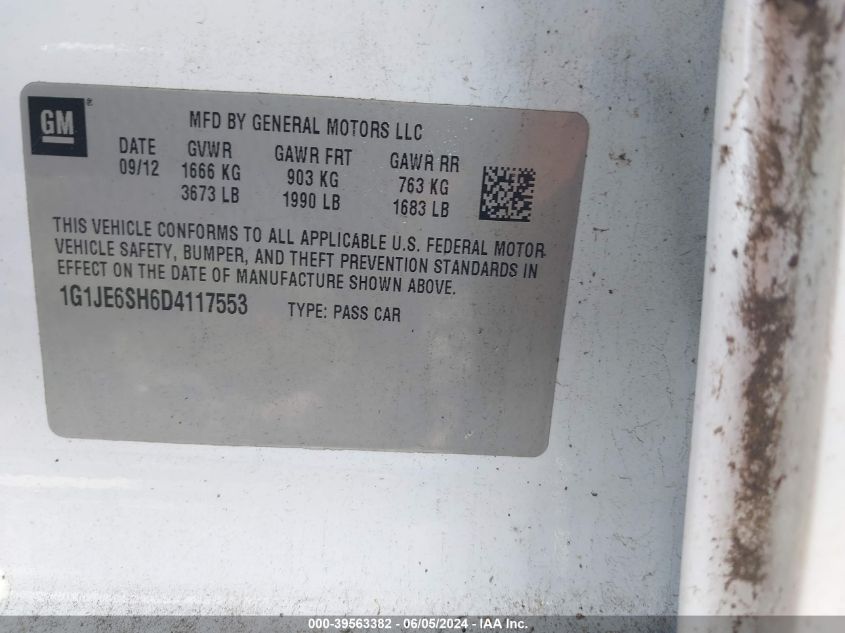 GM®
MFD BY GENERAL MOTORS LLC
DATE GVWR GAWR FRT GAWR RR
09/12 1666 KG 903 KG 763 KG
3673 LB 1990 LB 1683 LB
THIS VEHICLE CONFORMS TO ALL APPLICABLE U.S. FEDERAL MOTOR
VEHICLE SAFETY, BUMPER, AND THEFT PREVENTION STANDARDS IN
EFFECT ON THE DATE OF MANUFACTURE SHOWN ABOVE.
1G1JE6SH6D4117553 TYPE: PASS CAR
000-39563382 - 06/05/2024 - IAA Inc.